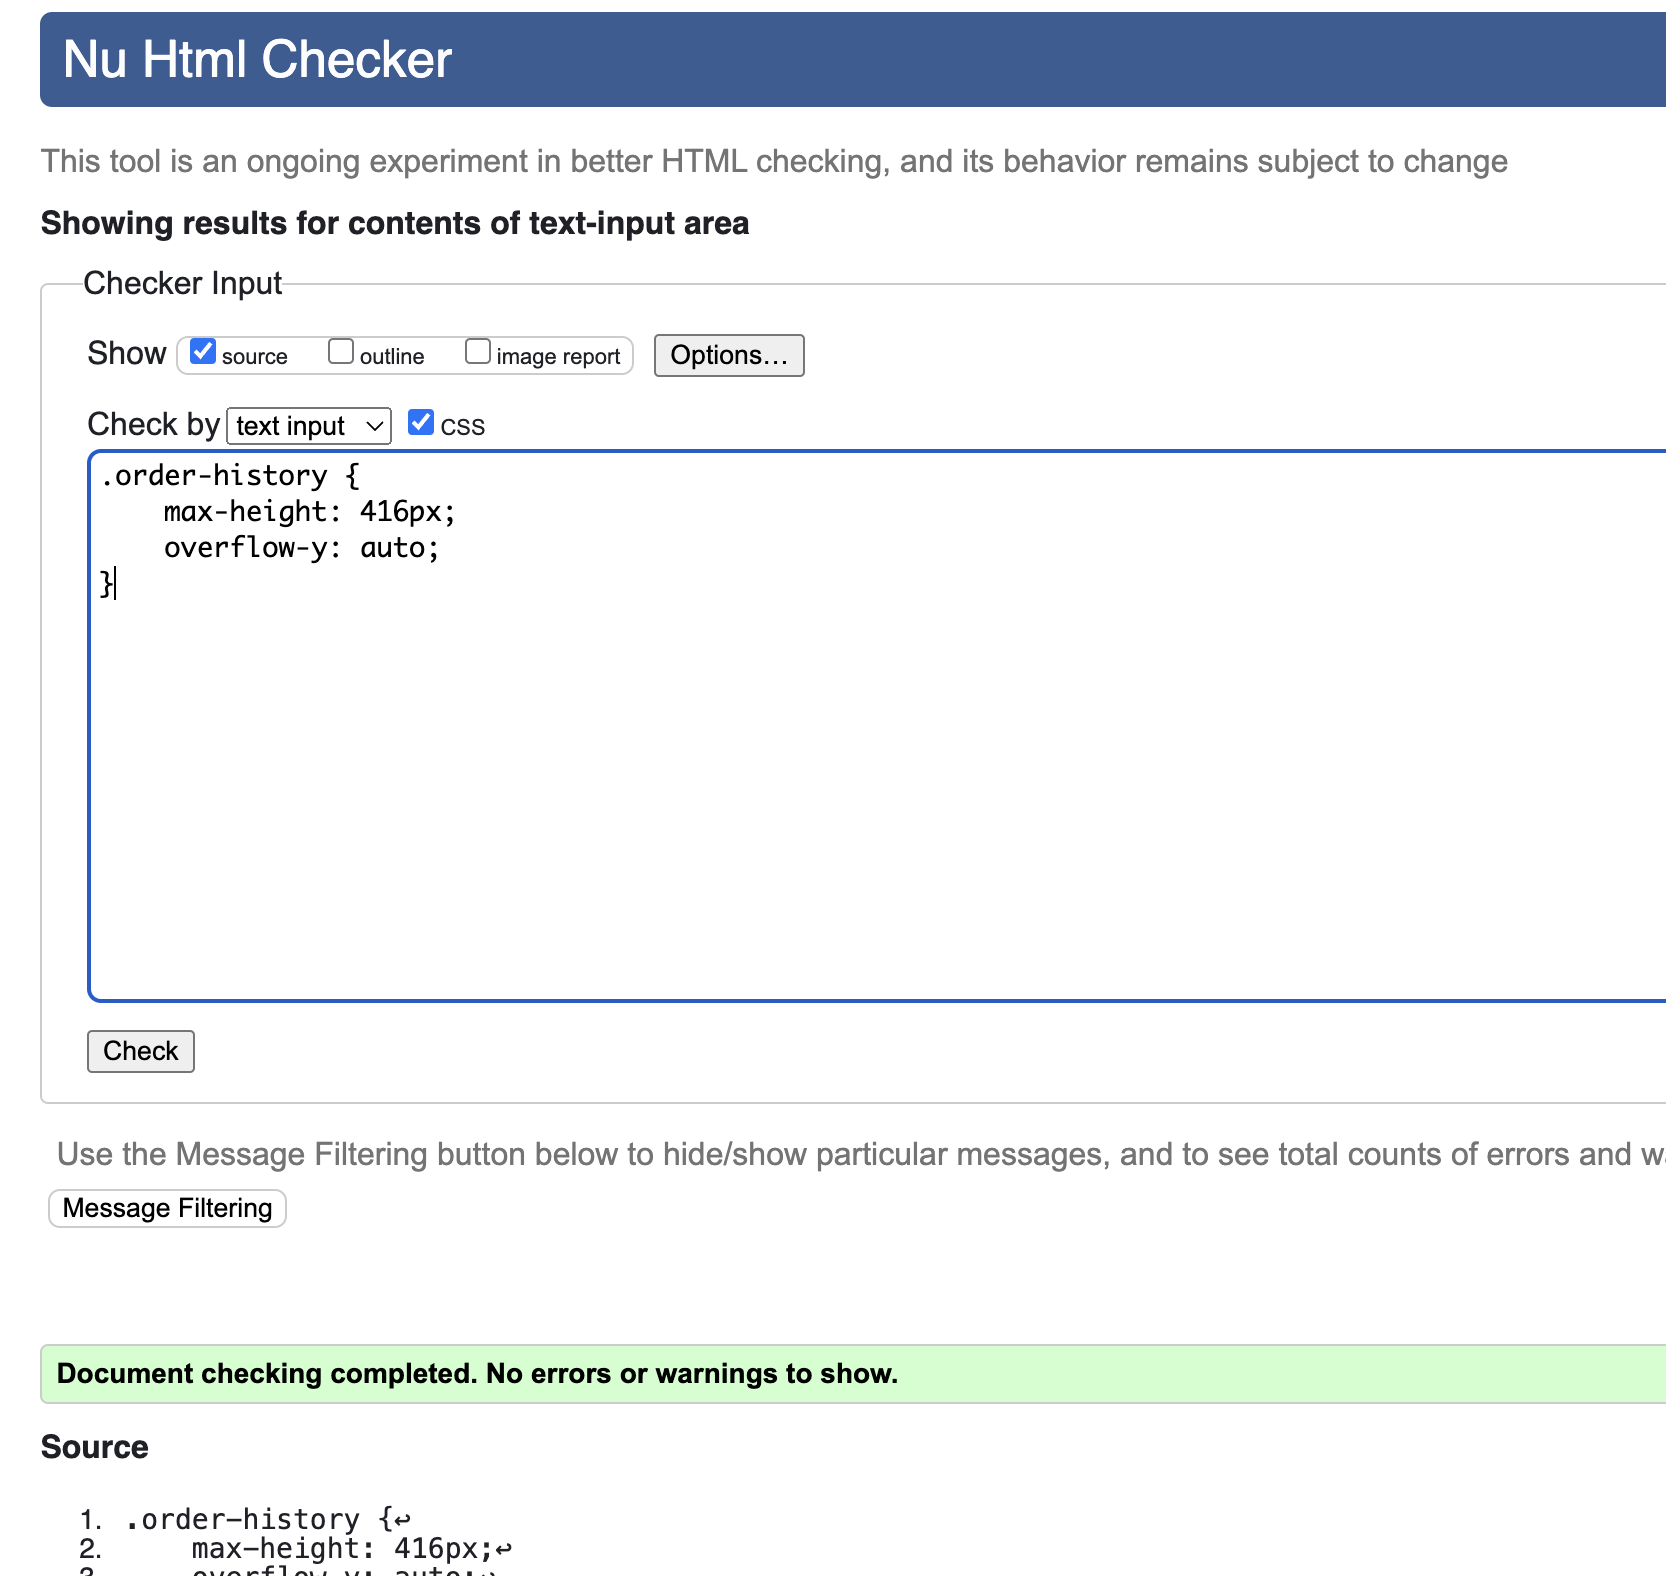 Nu Html Checker
This tool is an ongoing experiment in better HTML checking, and its behavior remains subject to change
Showing results for contents of text-input area
Checker Input
Show source outline image report Options...
Check by text input CSS
.order-history {
    max-height: 416px;
    overflow-y: auto;
}
Check
Use the Message Filtering button below to hide/show particular messages, and to see total counts of errors and
Message Filtering
Document checking completed. No errors or warnings to show.
Source
1. .order-history {↩
2.     max-height: 416px;↩
3.     overflow-y: auto;↩